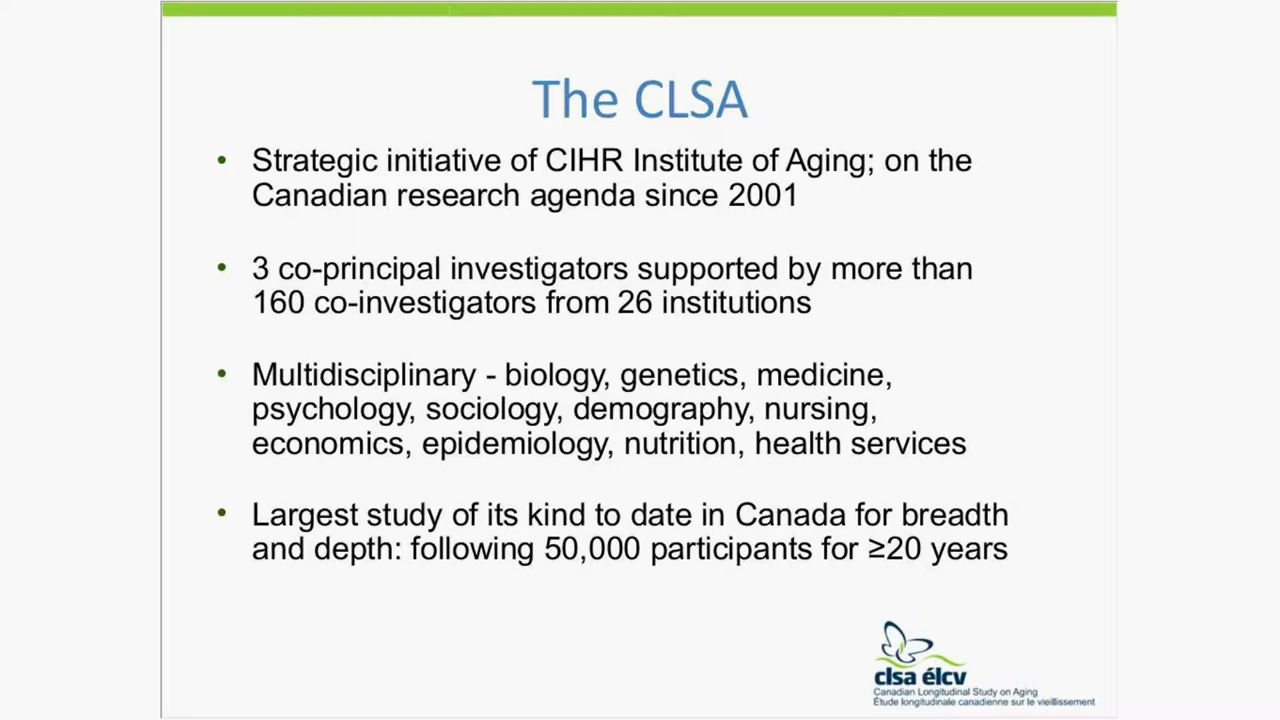 The CLSA
• Strategic initiative of CIHR Institute of Aging; on the
Canadian research agenda since 2001
• 3 co-principal investigators supported by more than
160 co-investigators from 26 institutions
• Multidisciplinary - biology, genetics, medicine,
psychology, sociology, demography, nursing,
economics, epidemiology, nutrition, health services
• Largest study of its kind to date in Canada for breadth
and depth: following 50,000 participants for ≥20 years
clsa élcv
Canadian Longitudinal Study on Aging
Étude longitudinale canadienne sur le vieillissement